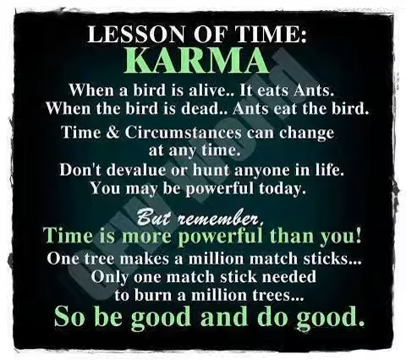 LESSON OF TIME:
KARMA
When a bird is alive.. It eats Ants.
When the bird is dead.. Ants eat the bird.
Time & Circumstances can change
at any time.
Don't devalue or hunt anyone in life.
You may be powerful today.
But remember,
Time is more powerful than you!
One tree makes a million match sticks...
Only one match stick needed
to burn a million trees...
So be good and do good.